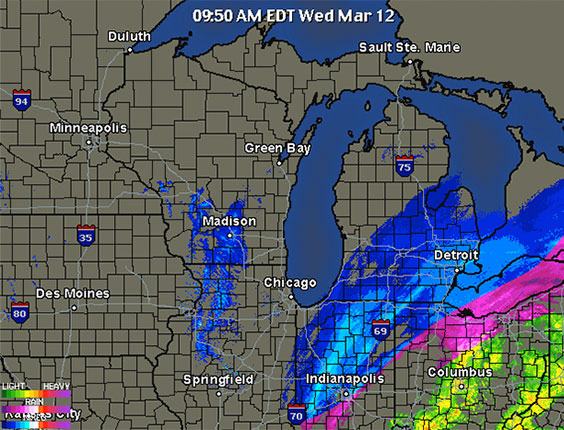 09:50 AM EDT Wed Mar 12
Duluth
Sault Ste. Marie
94
Minneapolis
Green Bay
75
Madison
35
Detroit
Chicago
Des Moines
80
69
Springfield
Indianapolis
Columbus
LIGHT HEAVY
RAIN
70
Kansas City